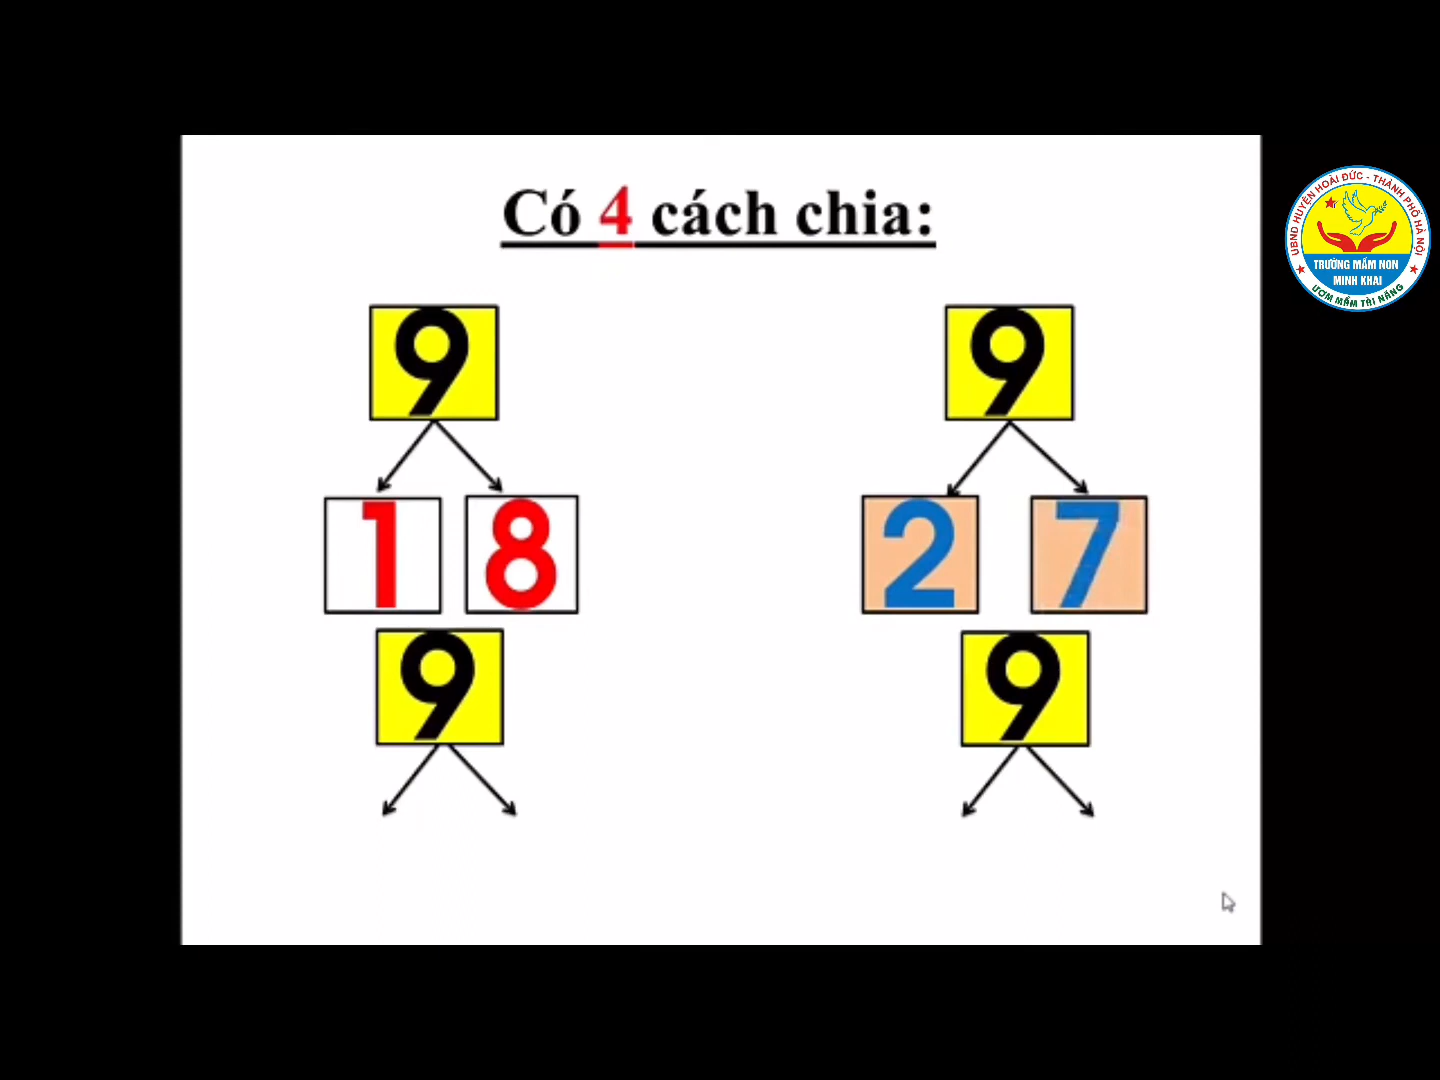 Có 4 cách chia:
9 9
1 8 2 7
9 9
UBND HUYỆN HOÀI ĐỨC - THÀNH PHỐ HÀ NỘI
TRƯỜNG MẦM NON
MINH KHAI
ƯƠM MẦM TÀI NĂNG